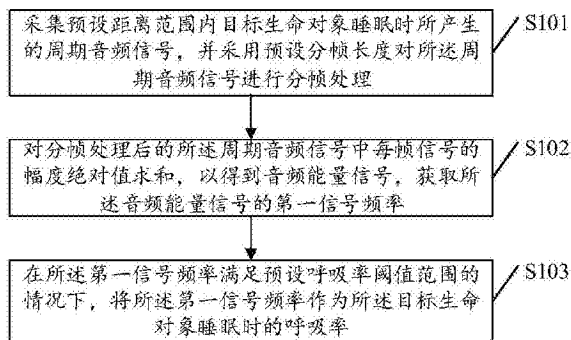 采集预设距离范围内目标生命对象睡眠时所产
生的周期音频信号，并采用预设分帧长度对所述周
期音频信号进行分帧处理
S101
对分帧处理后的所述周期音频信号中每帧信号的
幅度绝对值求和，以得到音频能量信号，获取所
述音频能量信号的第一信号频率
S102
在所述第一信号频率满足预设呼吸率阈值范围的
情况下，将所述第一信号频率作为所述目标生命
对象睡眠时的呼吸率
S103